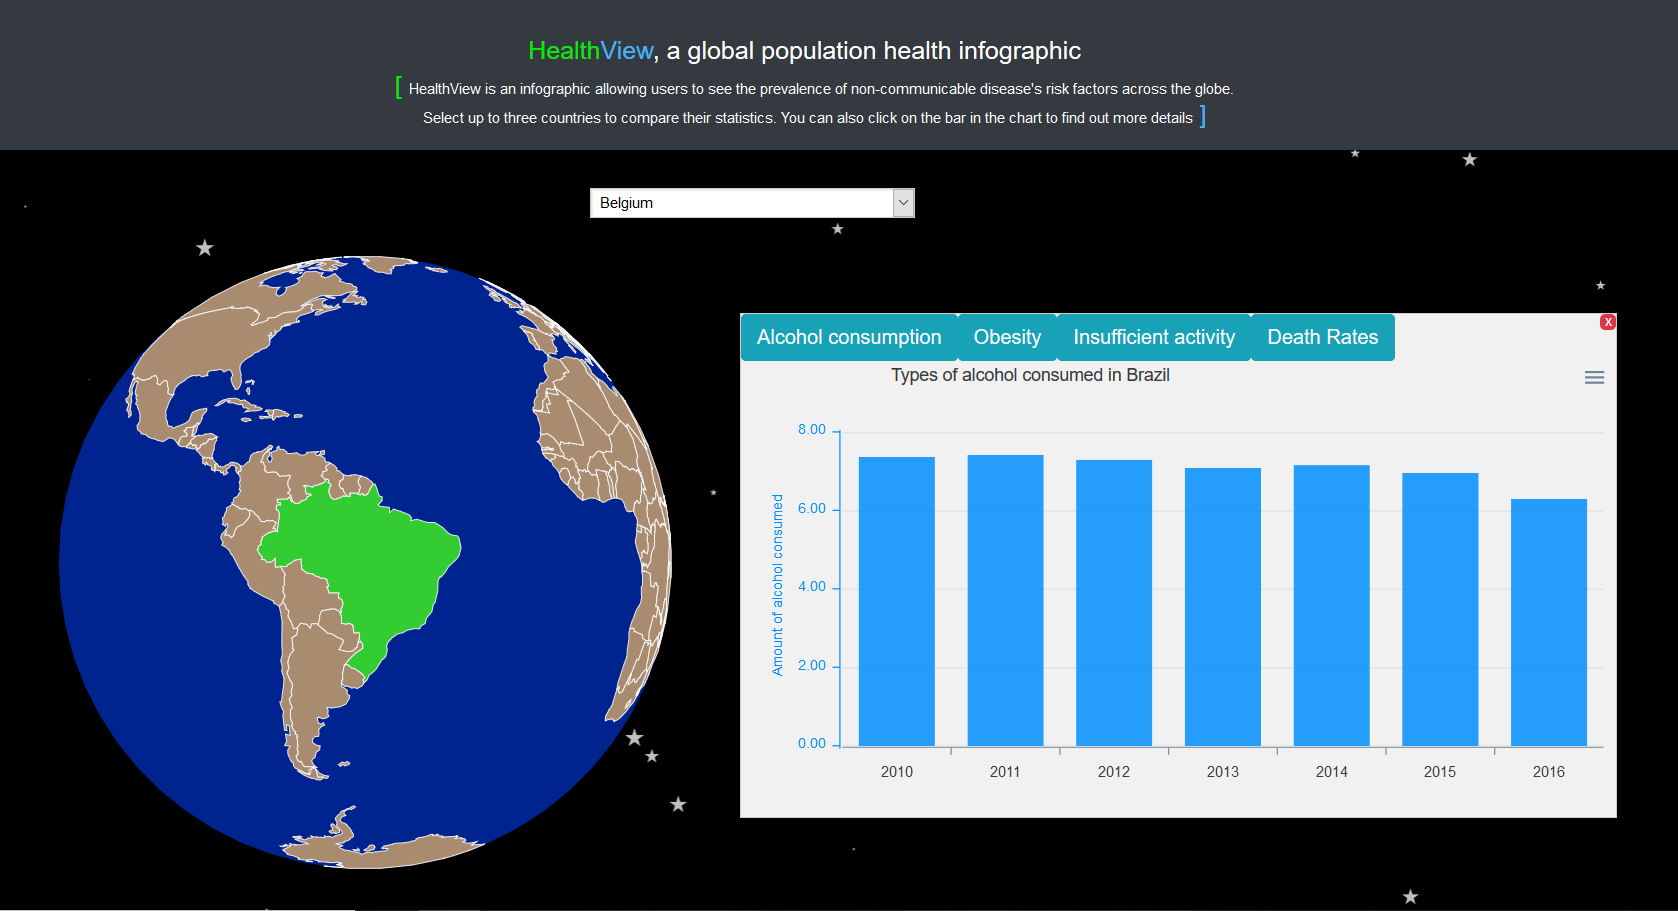 HealthView, a global population health infographic
[ HealthView is an infographic allowing users to see the prevalence of non-communicable disease's risk factors across the globe.
Select up to three countries to compare their statistics. You can also click on the bar in the chart to find out more details ]
Belgium
X
Alcohol consumption Obesity Insufficient activity Death Rates
Types of alcohol consumed in Brazil
Amount of alcohol consumed
8.00
6.00
4.00
2.00
0.00
2010 2011 2012 2013 2014 2015 2016